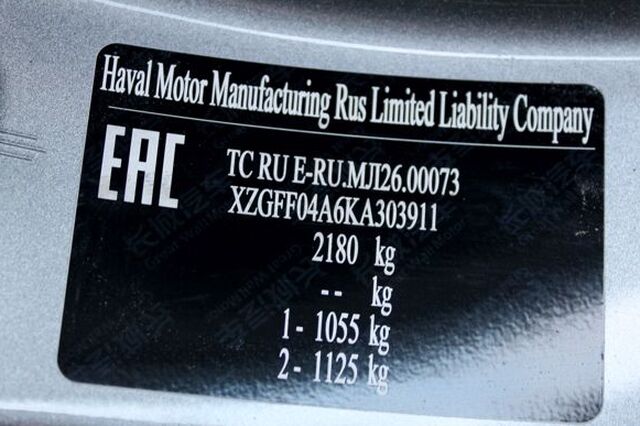 Haval Motor Manufacturing Rus Limited Liability Company
EAC
TC RU E-RU.МЛ26.00073
XZGFF04A6KA303911
2180 kg
-- kg
1 - 1055 kg
2 - 1125 kg